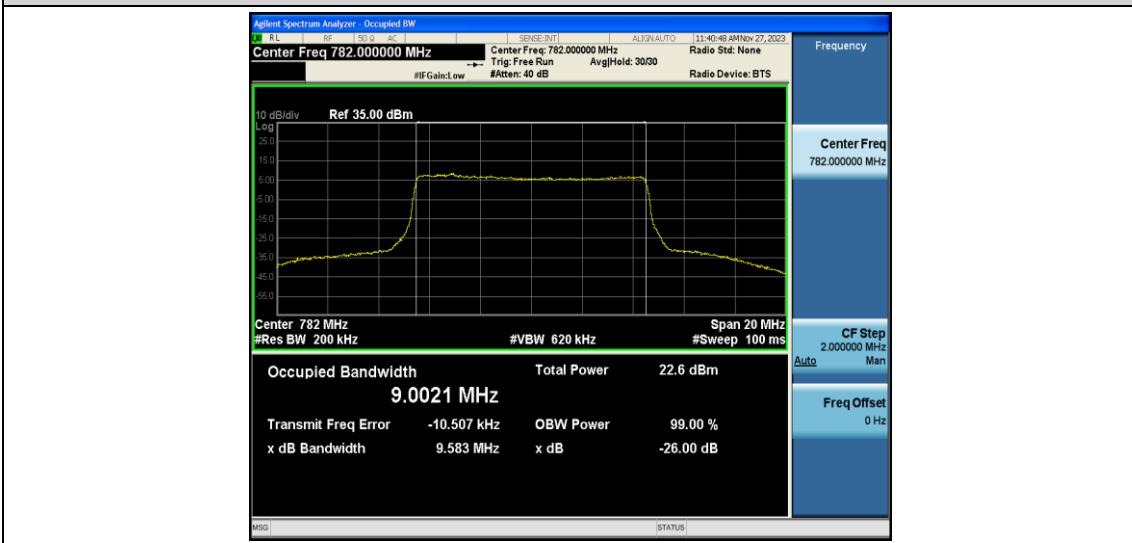 Agilent Spectrum Analyzer - Occupied BW
RL RF 50 Ω AC SENSE:INT ALIGN AUTO 11:40:48 AM Nov 27, 2023
Center Freq 782.000000 MHz Center Freq: 782.000000 MHz Radio Std: None Frequency
Trig: Free Run Avg|Hold: 30/30
#IFGain:Low #Atten: 40 dB Radio Device: BTS
10 dB/div Ref 35.00 dBm
Log
25.0
15.0
5.00
-5.00
-15.0
-25.0
-35.0
-45.0
-55.0
Center Freq
782.000000 MHz
Center 782 MHz Span 20 MHz
#Res BW 200 kHz #VBW 620 kHz #Sweep 100 ms
CF Step
2.000000 MHz
Auto Man
Occupied Bandwidth Total Power 22.6 dBm
9.0021 MHz
Freq Offset
0 Hz
Transmit Freq Error -10.507 kHz OBW Power 99.00 %
x dB Bandwidth 9.583 MHz x dB -26.00 dB
MSG STATUS